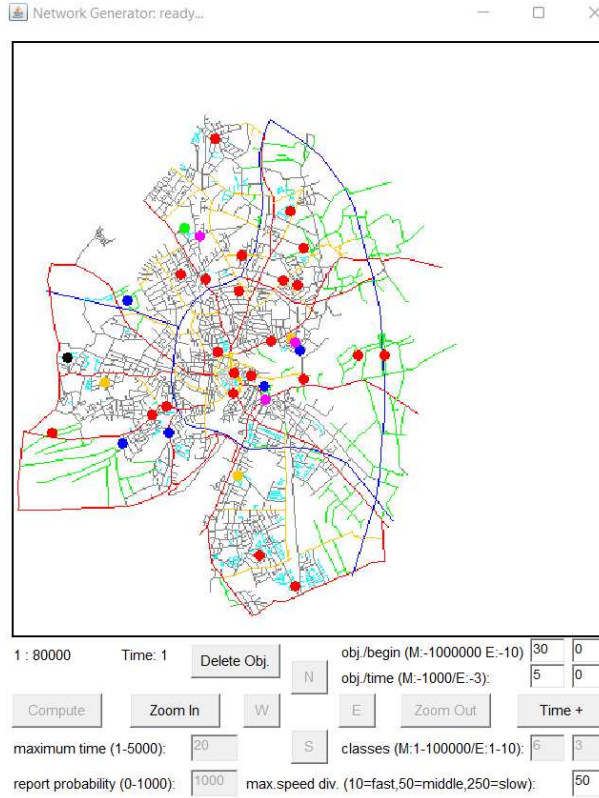 Network Generator: ready...
1 : 80000 Time: 1 Delete Obj. obj./begin (M:-1000000 E:-10) 30 0
N obj./time (M:-1000/E:-3): 5 0
Compute Zoom In W E Zoom Out Time +
maximum time (1-5000): 20 S classes (M:1-100000/E:1-10): 6 3
report probability (0-1000): 1000 max.speed div. (10=fast,50=middle,250=slow): 50